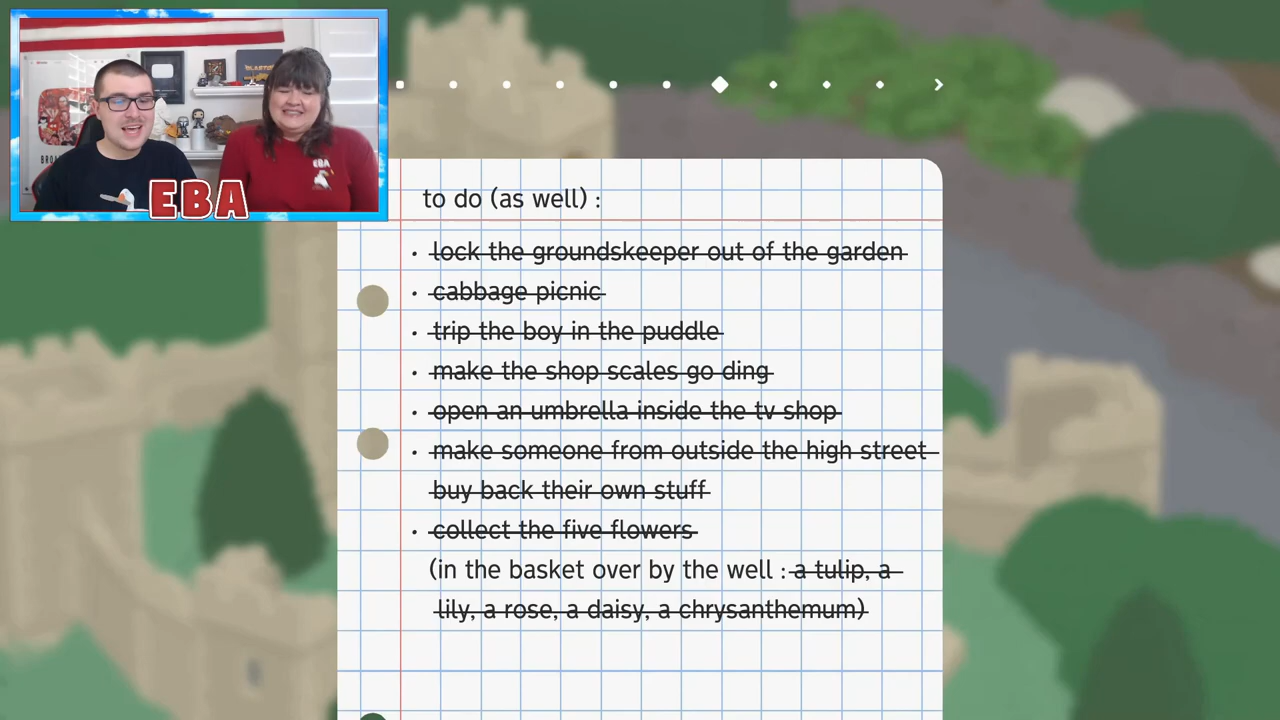 BRO
EBA
EBA
to do (as well) :
· lock the groundskeeper out of the garden
· cabbage picnic
· trip the boy in the puddle
· make the shop scales go ding
· open an umbrella inside the tv shop
· make someone from outside the high street
buy back their own stuff
· collect the five flowers
(in the basket over by the well : a tulip, a
lily, a rose, a daisy, a chrysanthemum)